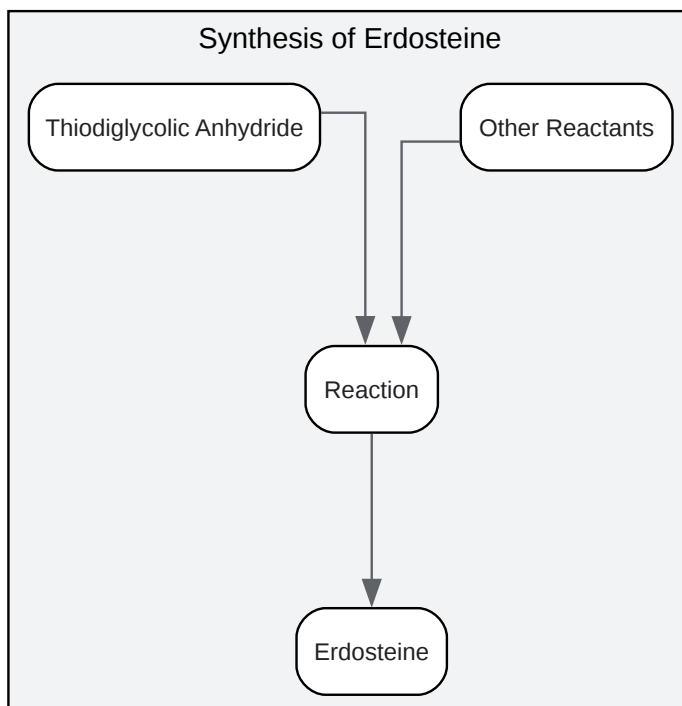 Synthesis of Erdosteine
Thiodiglycolic Anhydride
Other Reactants
Reaction
Erdosteine